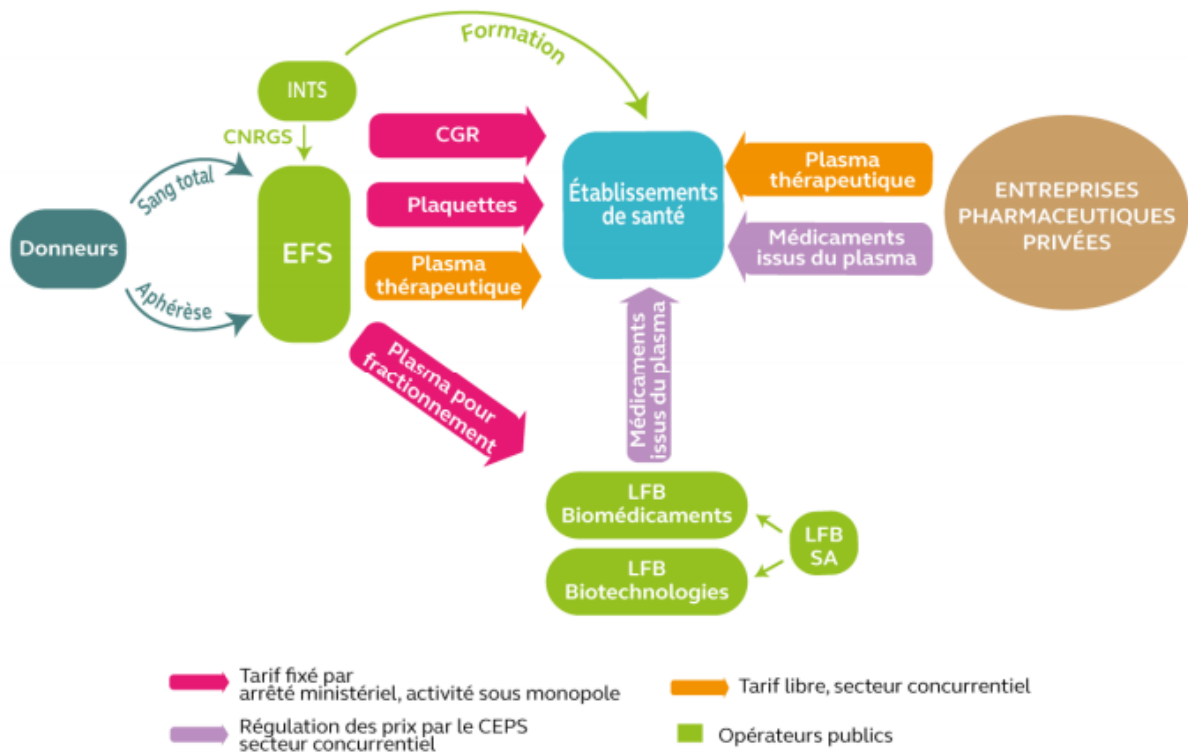 Formation
INTS
CNRGS
CGR
Sang total
Plaquettes
Établissements
de santé
Plasma
thérapeutique
ENTREPRISES
PHARMACEUTIQUES
PRIVÉES
Donneurs
EFS
Médicaments
issus du plasma
Plasma
thérapeutique
Aphérèse
Plasma pour
fractionnement
Médicaments
issus du plasma
LFB
Biomédicaments
LFB
SA
LFB
Biotechnologies
Tarif fixé par
arrêté ministériel, activité sous monopole
Tarif libre, secteur concurrentiel
Régulation des prix par le CEPS
secteur concurrentiel
Opérateurs publics